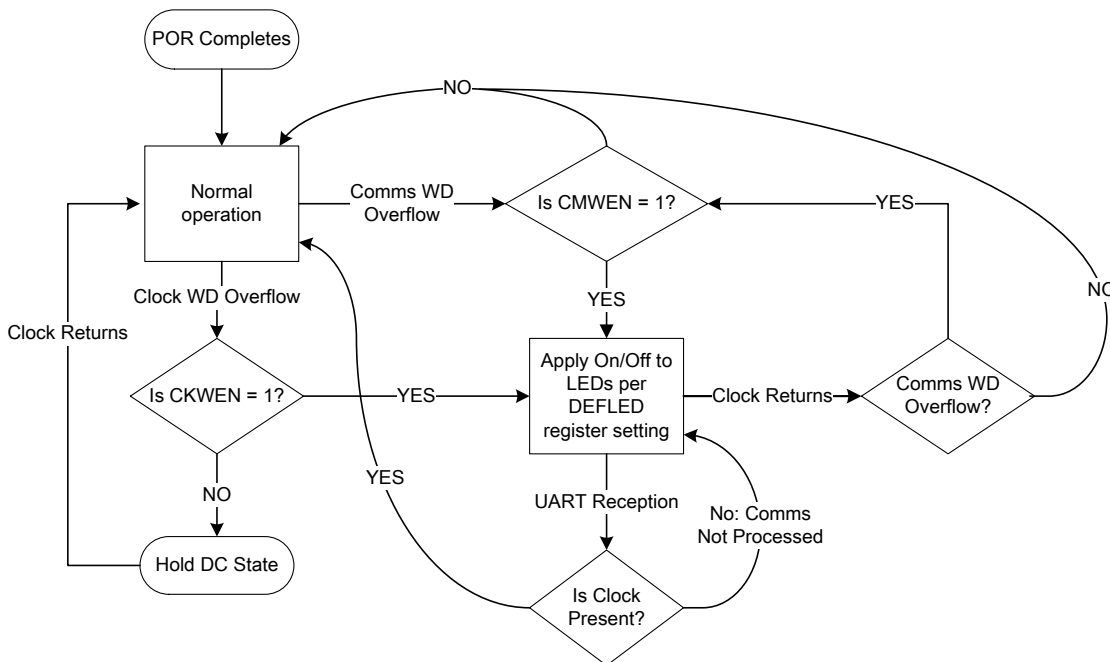 POR Completes
NO
Normal
operation
Comms WD
Overflow
Is CMWEN = 1?
YES
NO
Clock WD Overflow
YES
Clock Returns
Is CKWEN = 1?
YES
Apply On/Off to
LEDs per
DEFLED
register setting
Clock Returns
Comms WD
Overflow?
YES
NO
UART Reception
No: Comms
Not Processed
Hold DC State
Is Clock
Present?